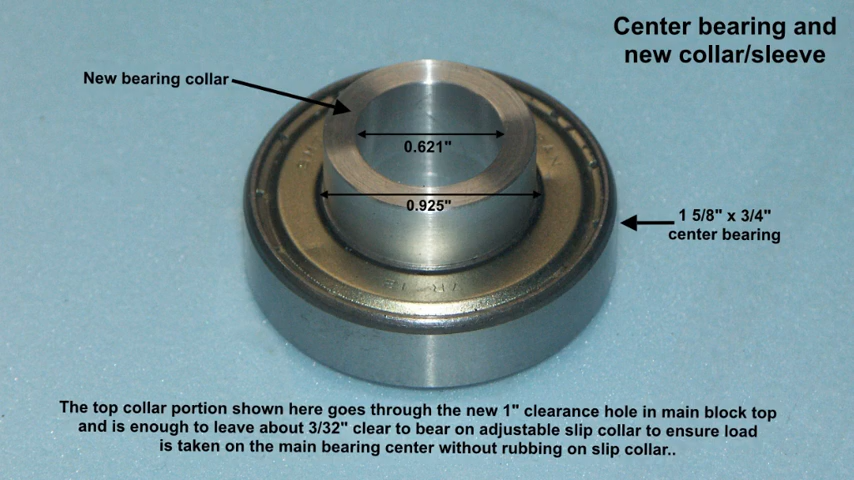 Center bearing and
new collar/sleeve
New bearing collar
0.621"
0.925"
1 5/8" x 3/4"
center bearing
The top collar portion shown here goes through the new 1" clearance hole in main block top
and is enough to leave about 3/32" clear to bear on adjustable slip collar to ensure load
is taken on the main bearing center without rubbing on slip collar..